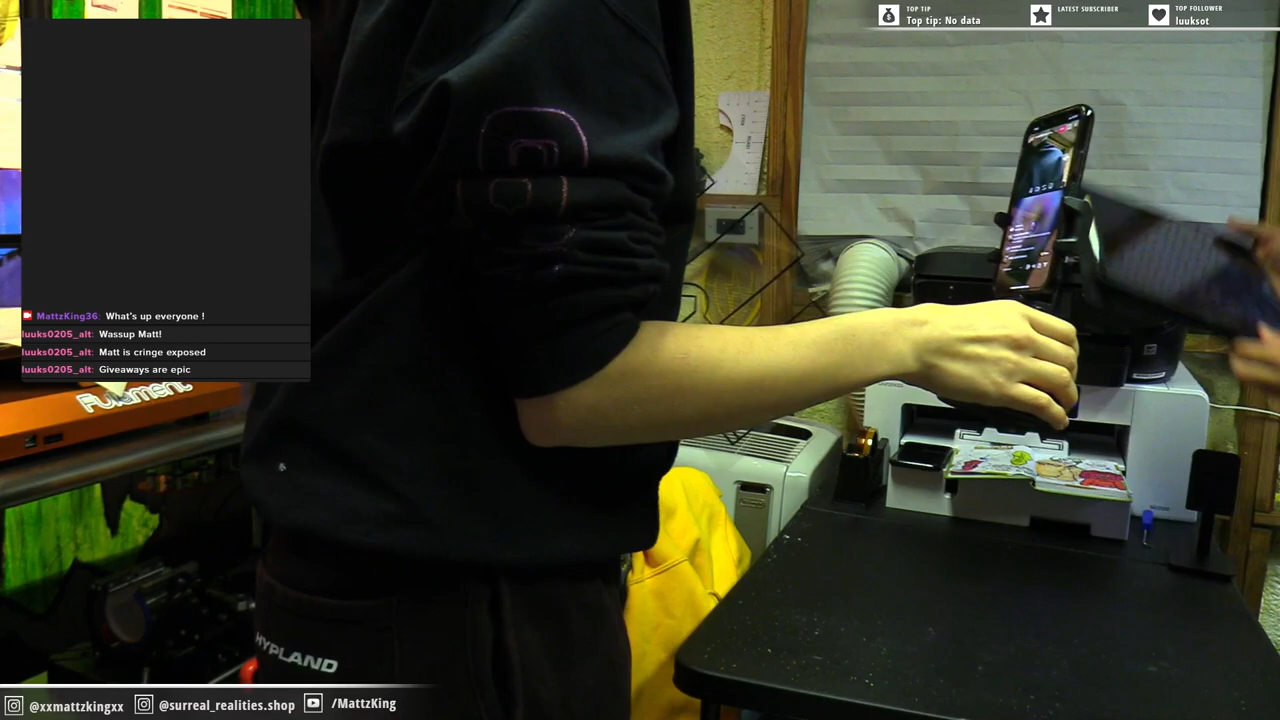 TOP TIP
Top tip: No data
LATEST SUBSCRIBER
TOP FOLLOWER
luuksot
MattzKing36: What's up everyone !
luuks0205_alt: Wassup Matt!
luuks0205_alt: Matt is cringe exposed
luuks0205_alt: Giveaways are epic
HYPLAND
@xxmattzkingxx
@surreal_realities.shop
/MattzKing